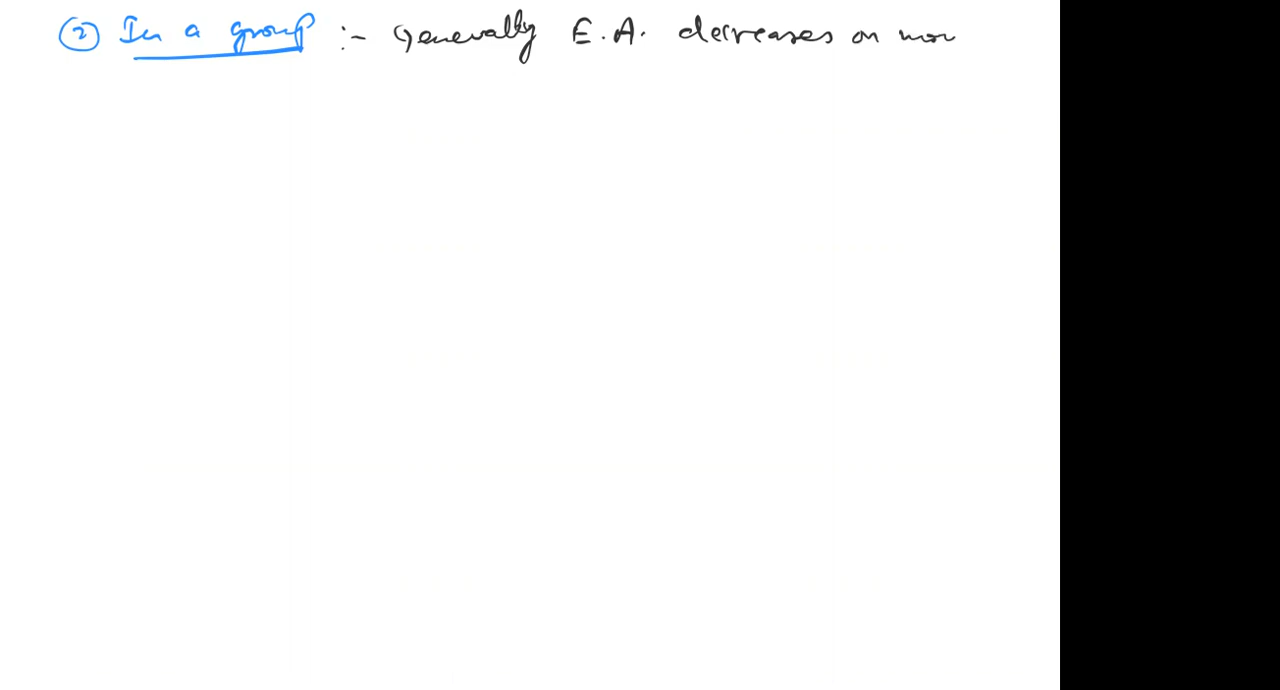 ② In a group :- Generally E.A. decreases on mov